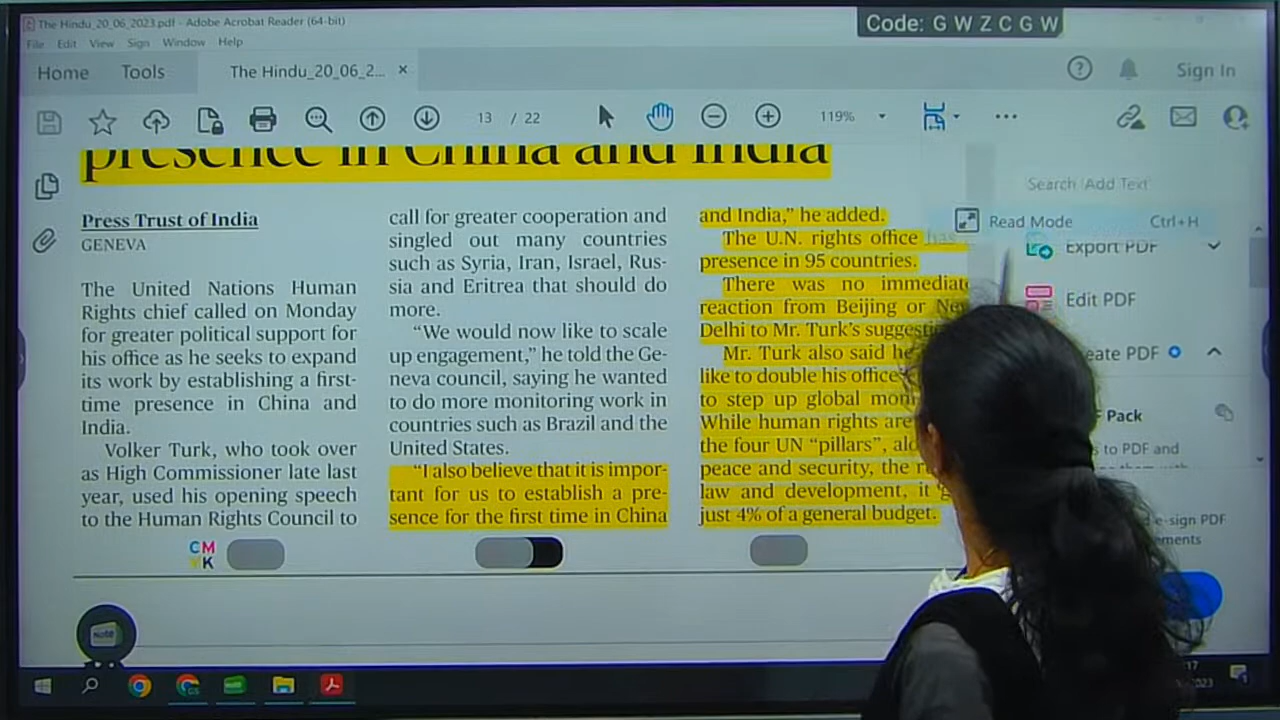 The Hindu_20_06_2023.pdf - Adobe Acrobat Reader (64-bit)
Code: G W Z C G W
File Edit View Sign Window Help
Home Tools The Hindu_20_06_2... × Sign In
13 / 22 119%
presence in China and India
Search 'Add Text'
Read Mode Ctrl+H
Export PDF
Edit PDF
eate PDF
Pack
s to PDF and
e-sign PDF
ements
Press Trust of India
GENEVA
The United Nations Human
Rights chief called on Monday
for greater political support for
his office as he seeks to expand
its work by establishing a first-
time presence in China and
India.
Volker Turk, who took over
as High Commissioner late last
year, used his opening speech
to the Human Rights Council to
call for greater cooperation and
singled out many countries
such as Syria, Iran, Israel, Rus-
sia and Eritrea that should do
more.
“We would now like to scale
up engagement,” he told the Ge-
neva council, saying he wanted
to do more monitoring work in
countries such as Brazil and the
United States.
“I also believe that it is impor-
tant for us to establish a pre-
sence for the first time in China
and India,” he added.
The U.N. rights office has
presence in 95 countries.
There was no immediate
reaction from Beijing or New
Delhi to Mr. Turk’s suggesti
Mr. Turk also said he
like to double his office
to step up global mon
While human rights are
the four UN “pillars”, alo
peace and security, the r
law and development, it g
just 4% of a general budget.
CM
YK
note